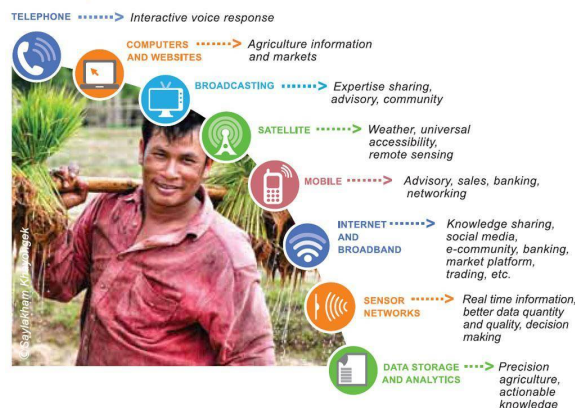 TELEPHONE Interactive voice response
COMPUTERS AND WEBSITES Agriculture information
and markets
BROADCASTING Expertise sharing,
advisory, community
SATELLITE Weather, universal
accessibility,
remote sensing
MOBILE Advisory, sales, banking,
networking
INTERNET AND BROADBAND Knowledge sharing,
social media,
e-community, banking,
market platform,
trading, etc.
SENSOR NETWORKS Real time information,
better data quantity
and quality, decision
making
DATA STORAGE AND ANALYTICS Precision
agriculture,
actionable
knowledge